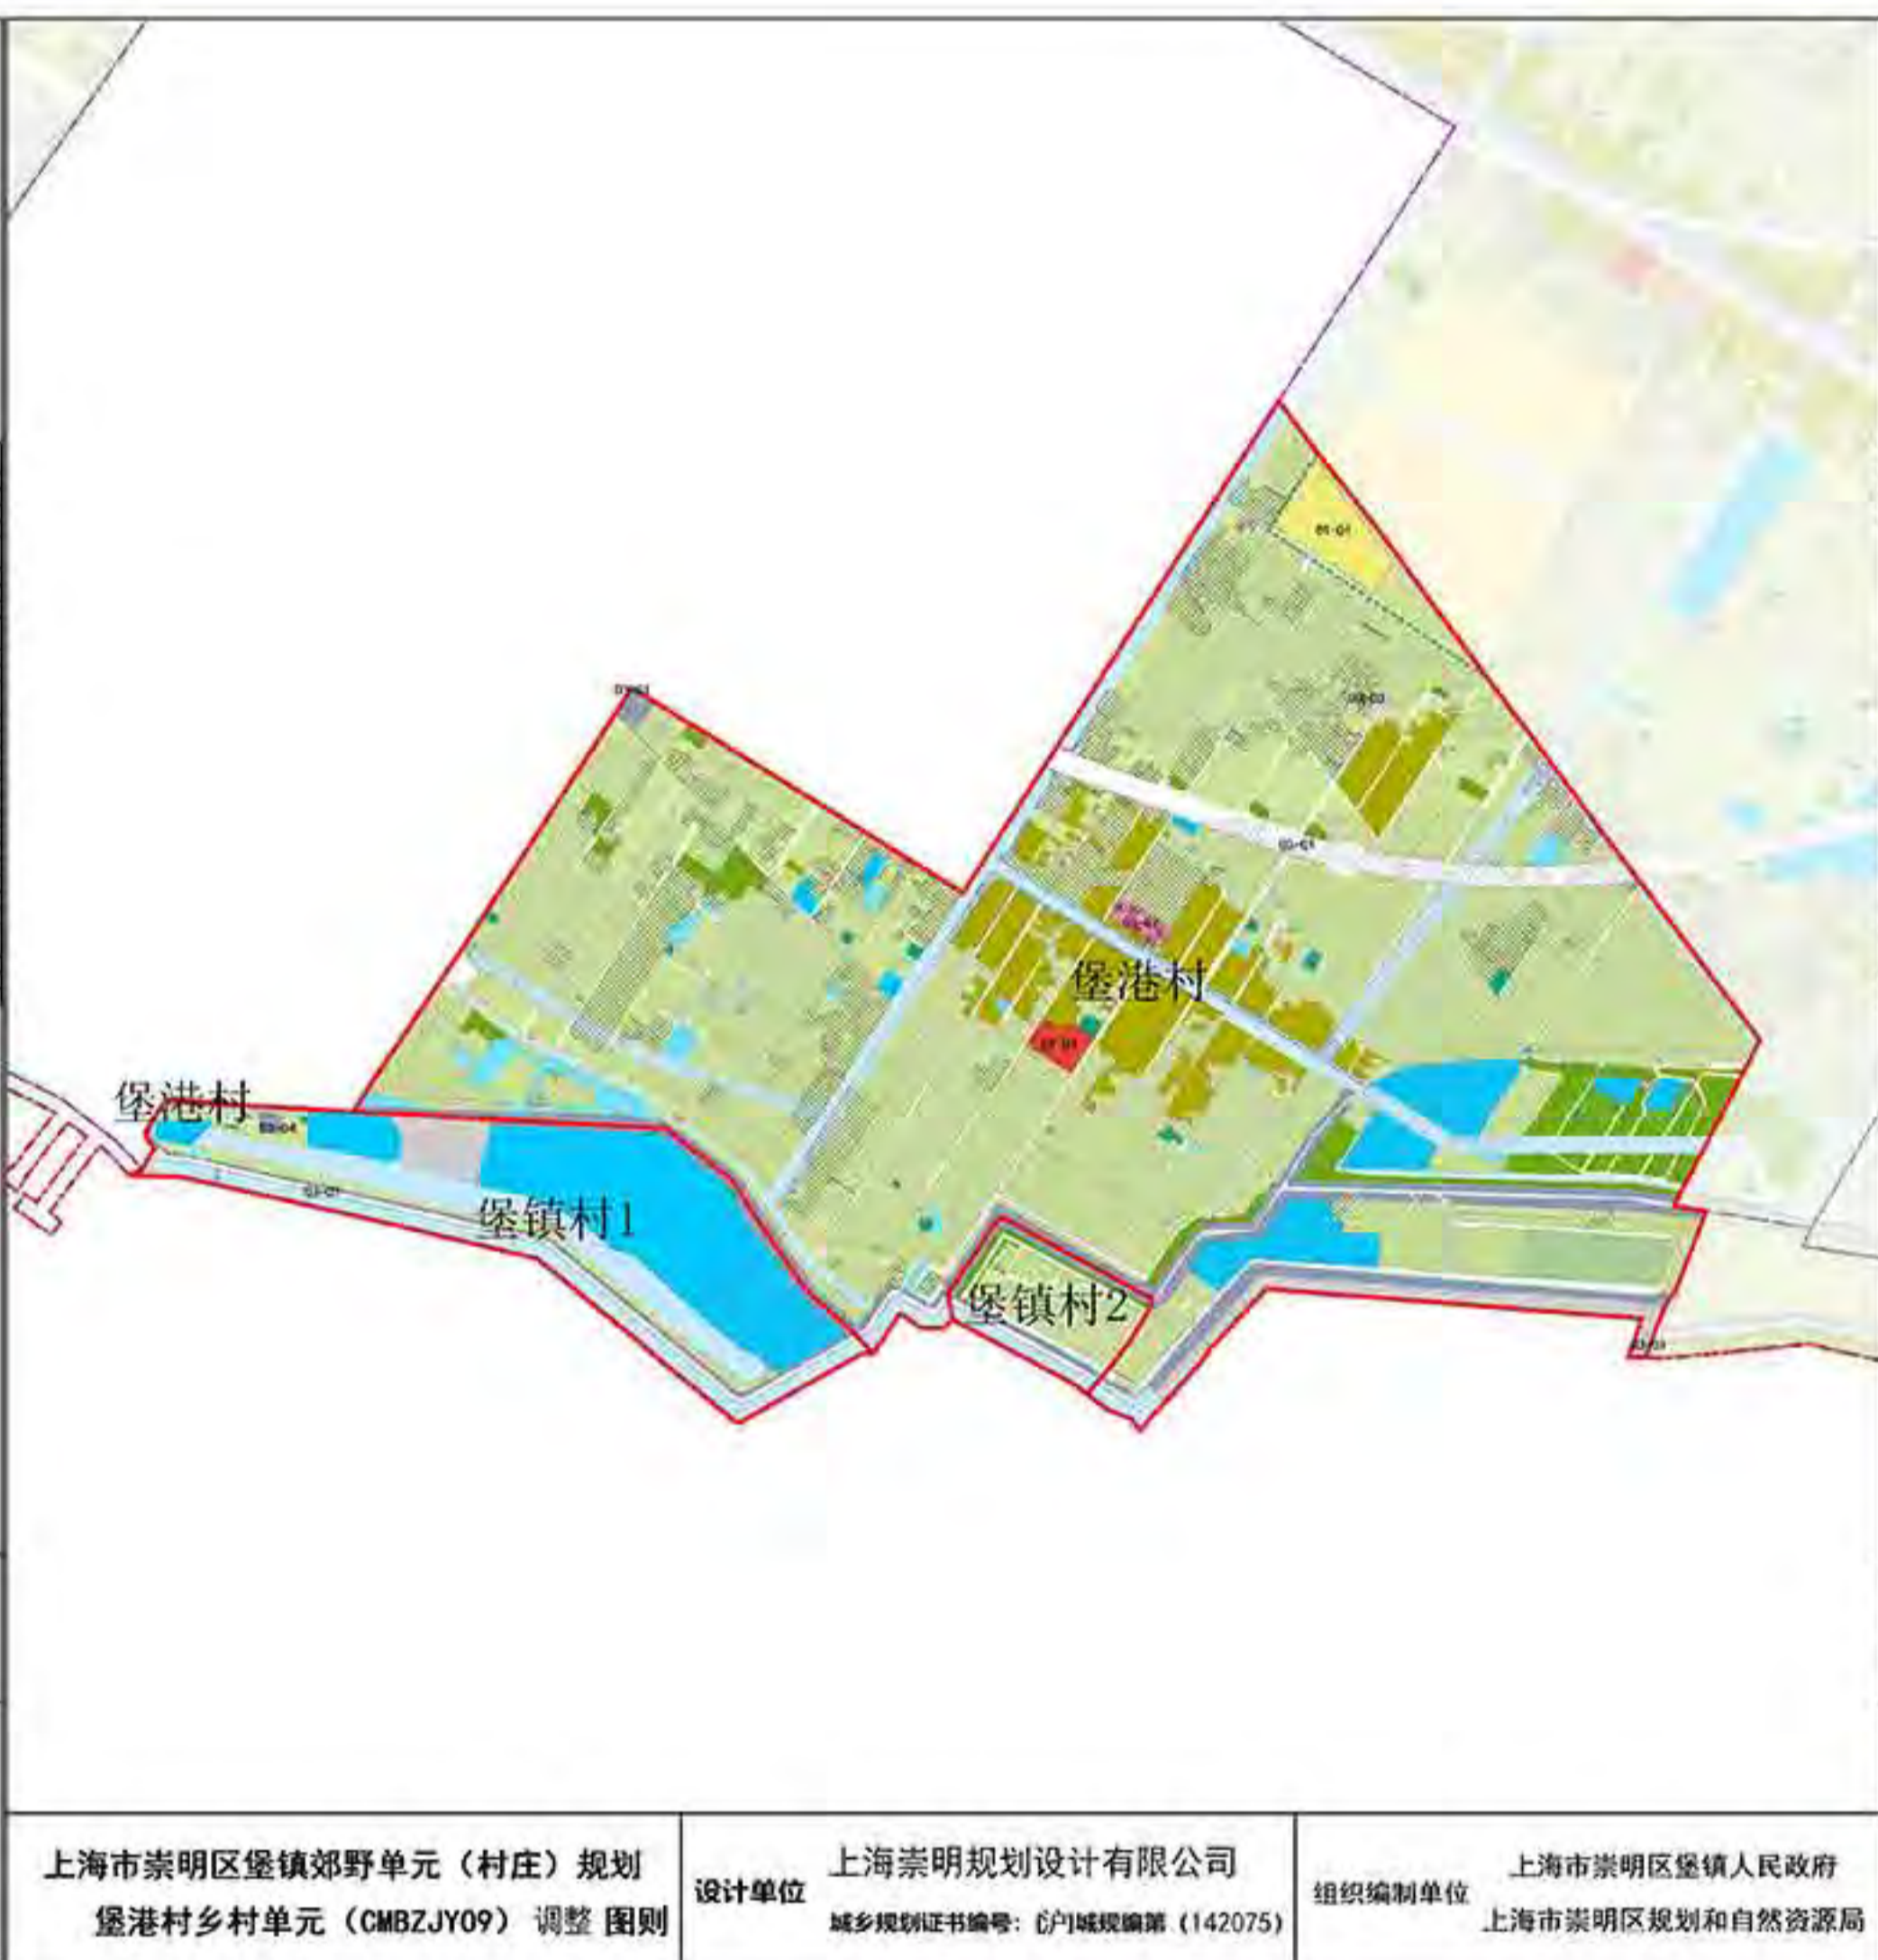 堡港村
堡港村
堡镇村1
堡镇村2
上海市崇明区堡镇郊野单元（村庄）规划
堡港村乡村单元（CMBZJY09）调整 图则
设计单位
上海崇明规划设计有限公司
城乡规划证书编号：[沪]城规编第（142075）
组织编制单位
上海市崇明区堡镇人民政府
上海市崇明区规划和自然资源局